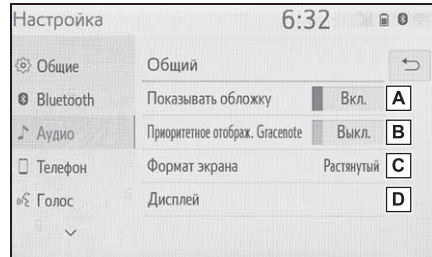 Настройка 6:32
Общие
Bluetooth
Аудио
Телефон
Голос
Общий
Показывать обложку Вкл. A
Приоритетное отображ. Gracenote Выкл. B
Формат экрана Растянутый C
Дисплей D